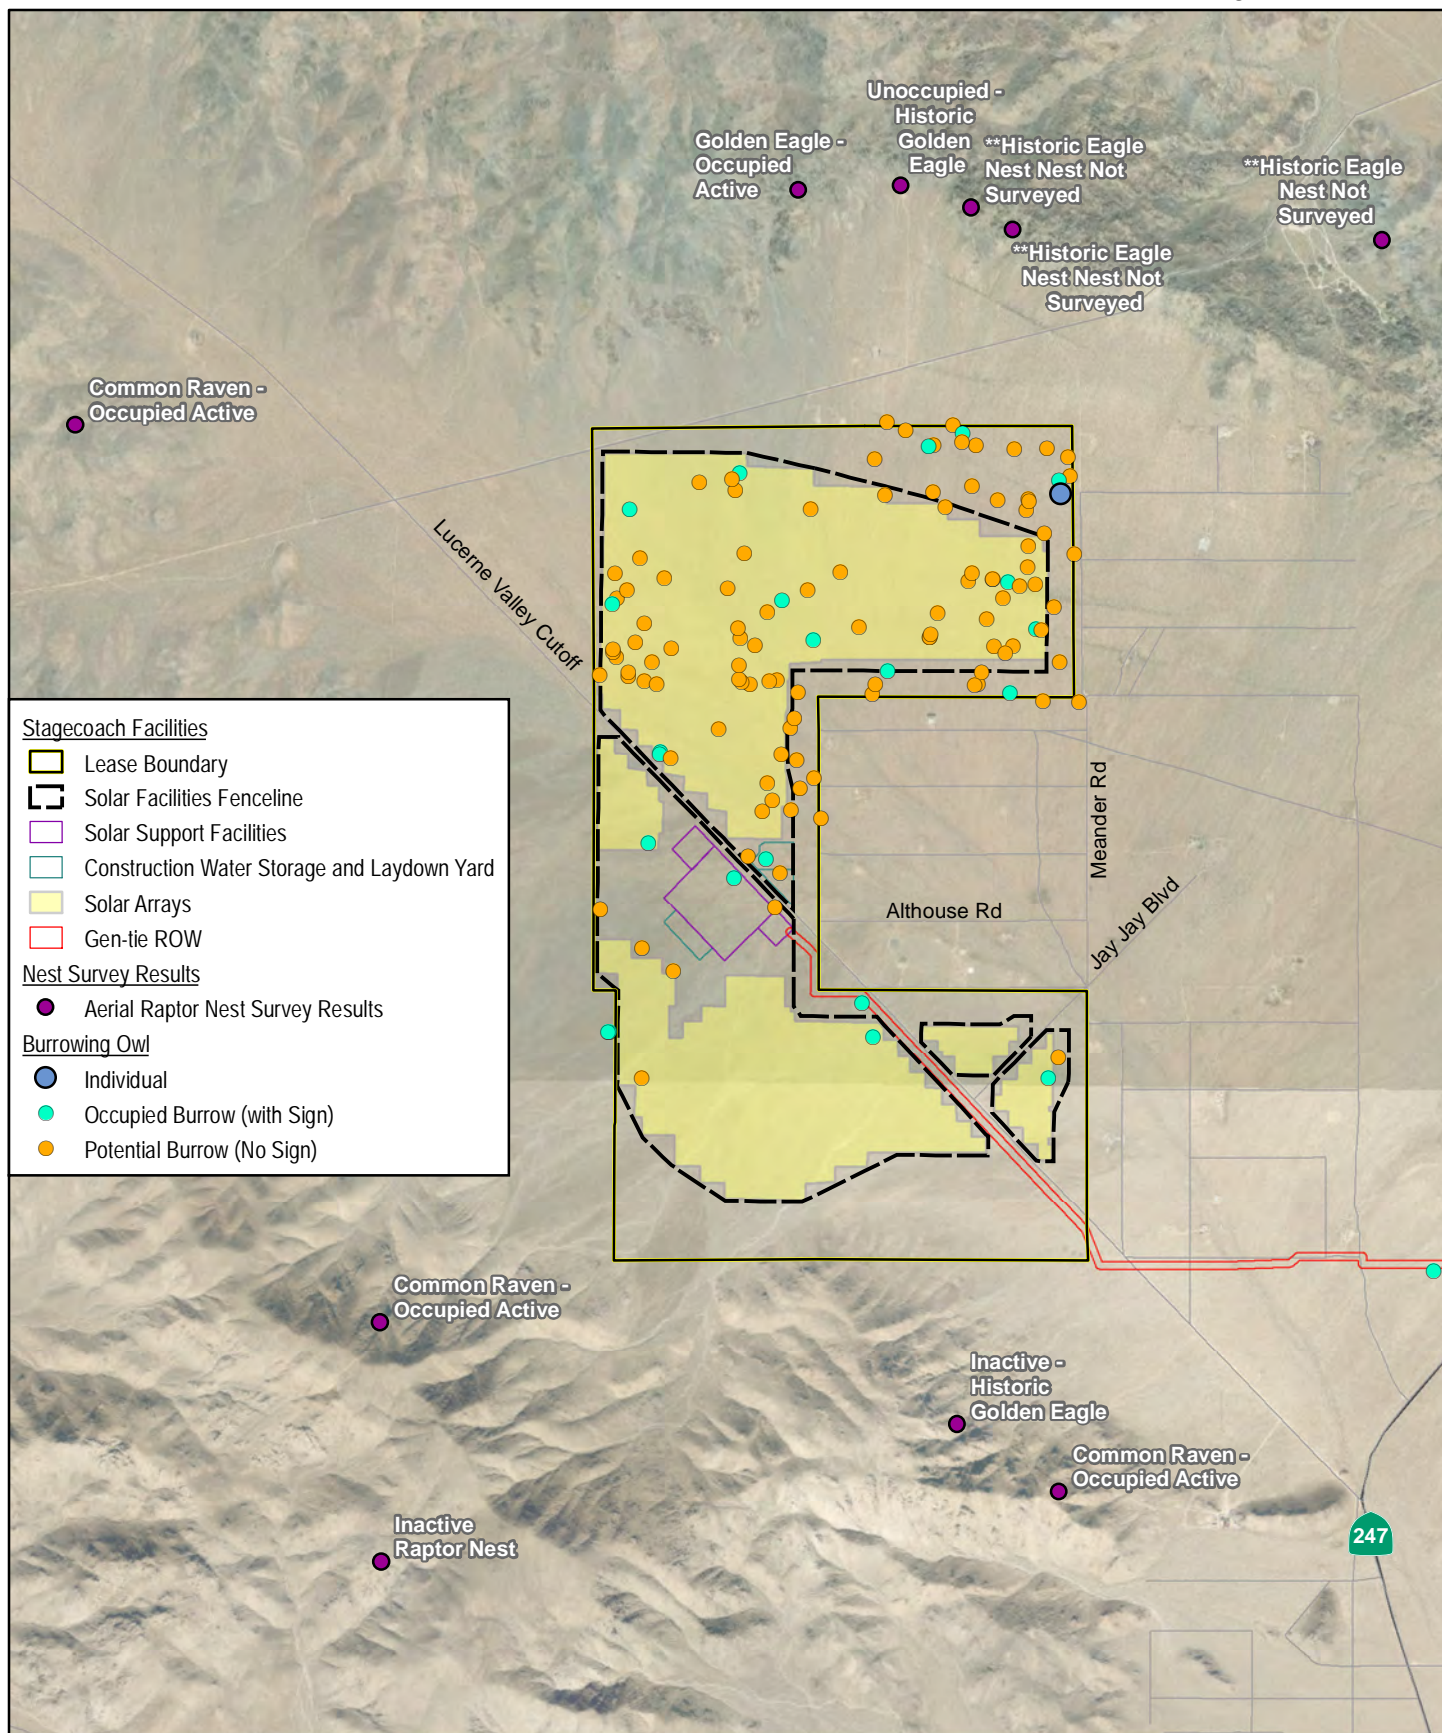 Unoccupied -
Historic
Golden
Eagle
Golden Eagle -
Occupied
Active
**Historic Eagle
Nest Nest Not
Surveyed
**Historic Eagle
Nest Not
Surveyed
**Historic Eagle
Nest Nest Not
Surveyed
Common Raven -
Occupied Active
Lucerne Valley Cutoff
Meander Rd
Althouse Rd
Jay Jay Blvd
Stagecoach Facilities
Lease Boundary
Solar Facilities Fenceline
Solar Support Facilities
Construction Water Storage and Laydown Yard
Solar Arrays
Gen-tie ROW
Nest Survey Results
Aerial Raptor Nest Survey Results
Burrowing Owl
Individual
Occupied Burrow (with Sign)
Potential Burrow (No Sign)
Common Raven -
Occupied Active
Inactive -
Historic
Golden Eagle
Common Raven -
Occupied Active
Inactive
Raptor Nest
247